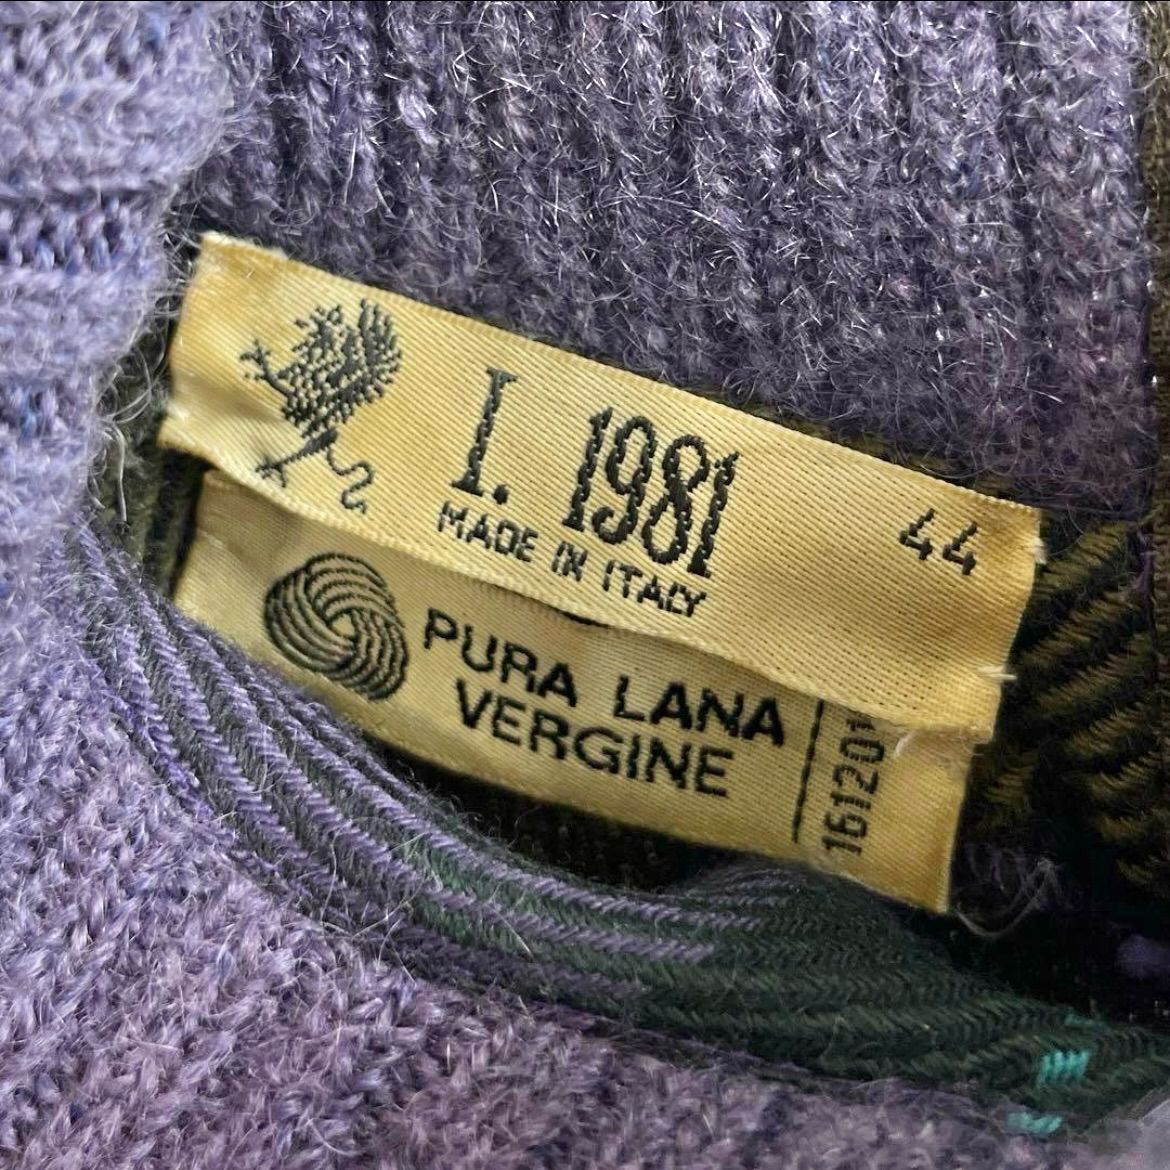 I. 1981
MADE IN ITALY
44
PURA LANA
VERGINE
161201